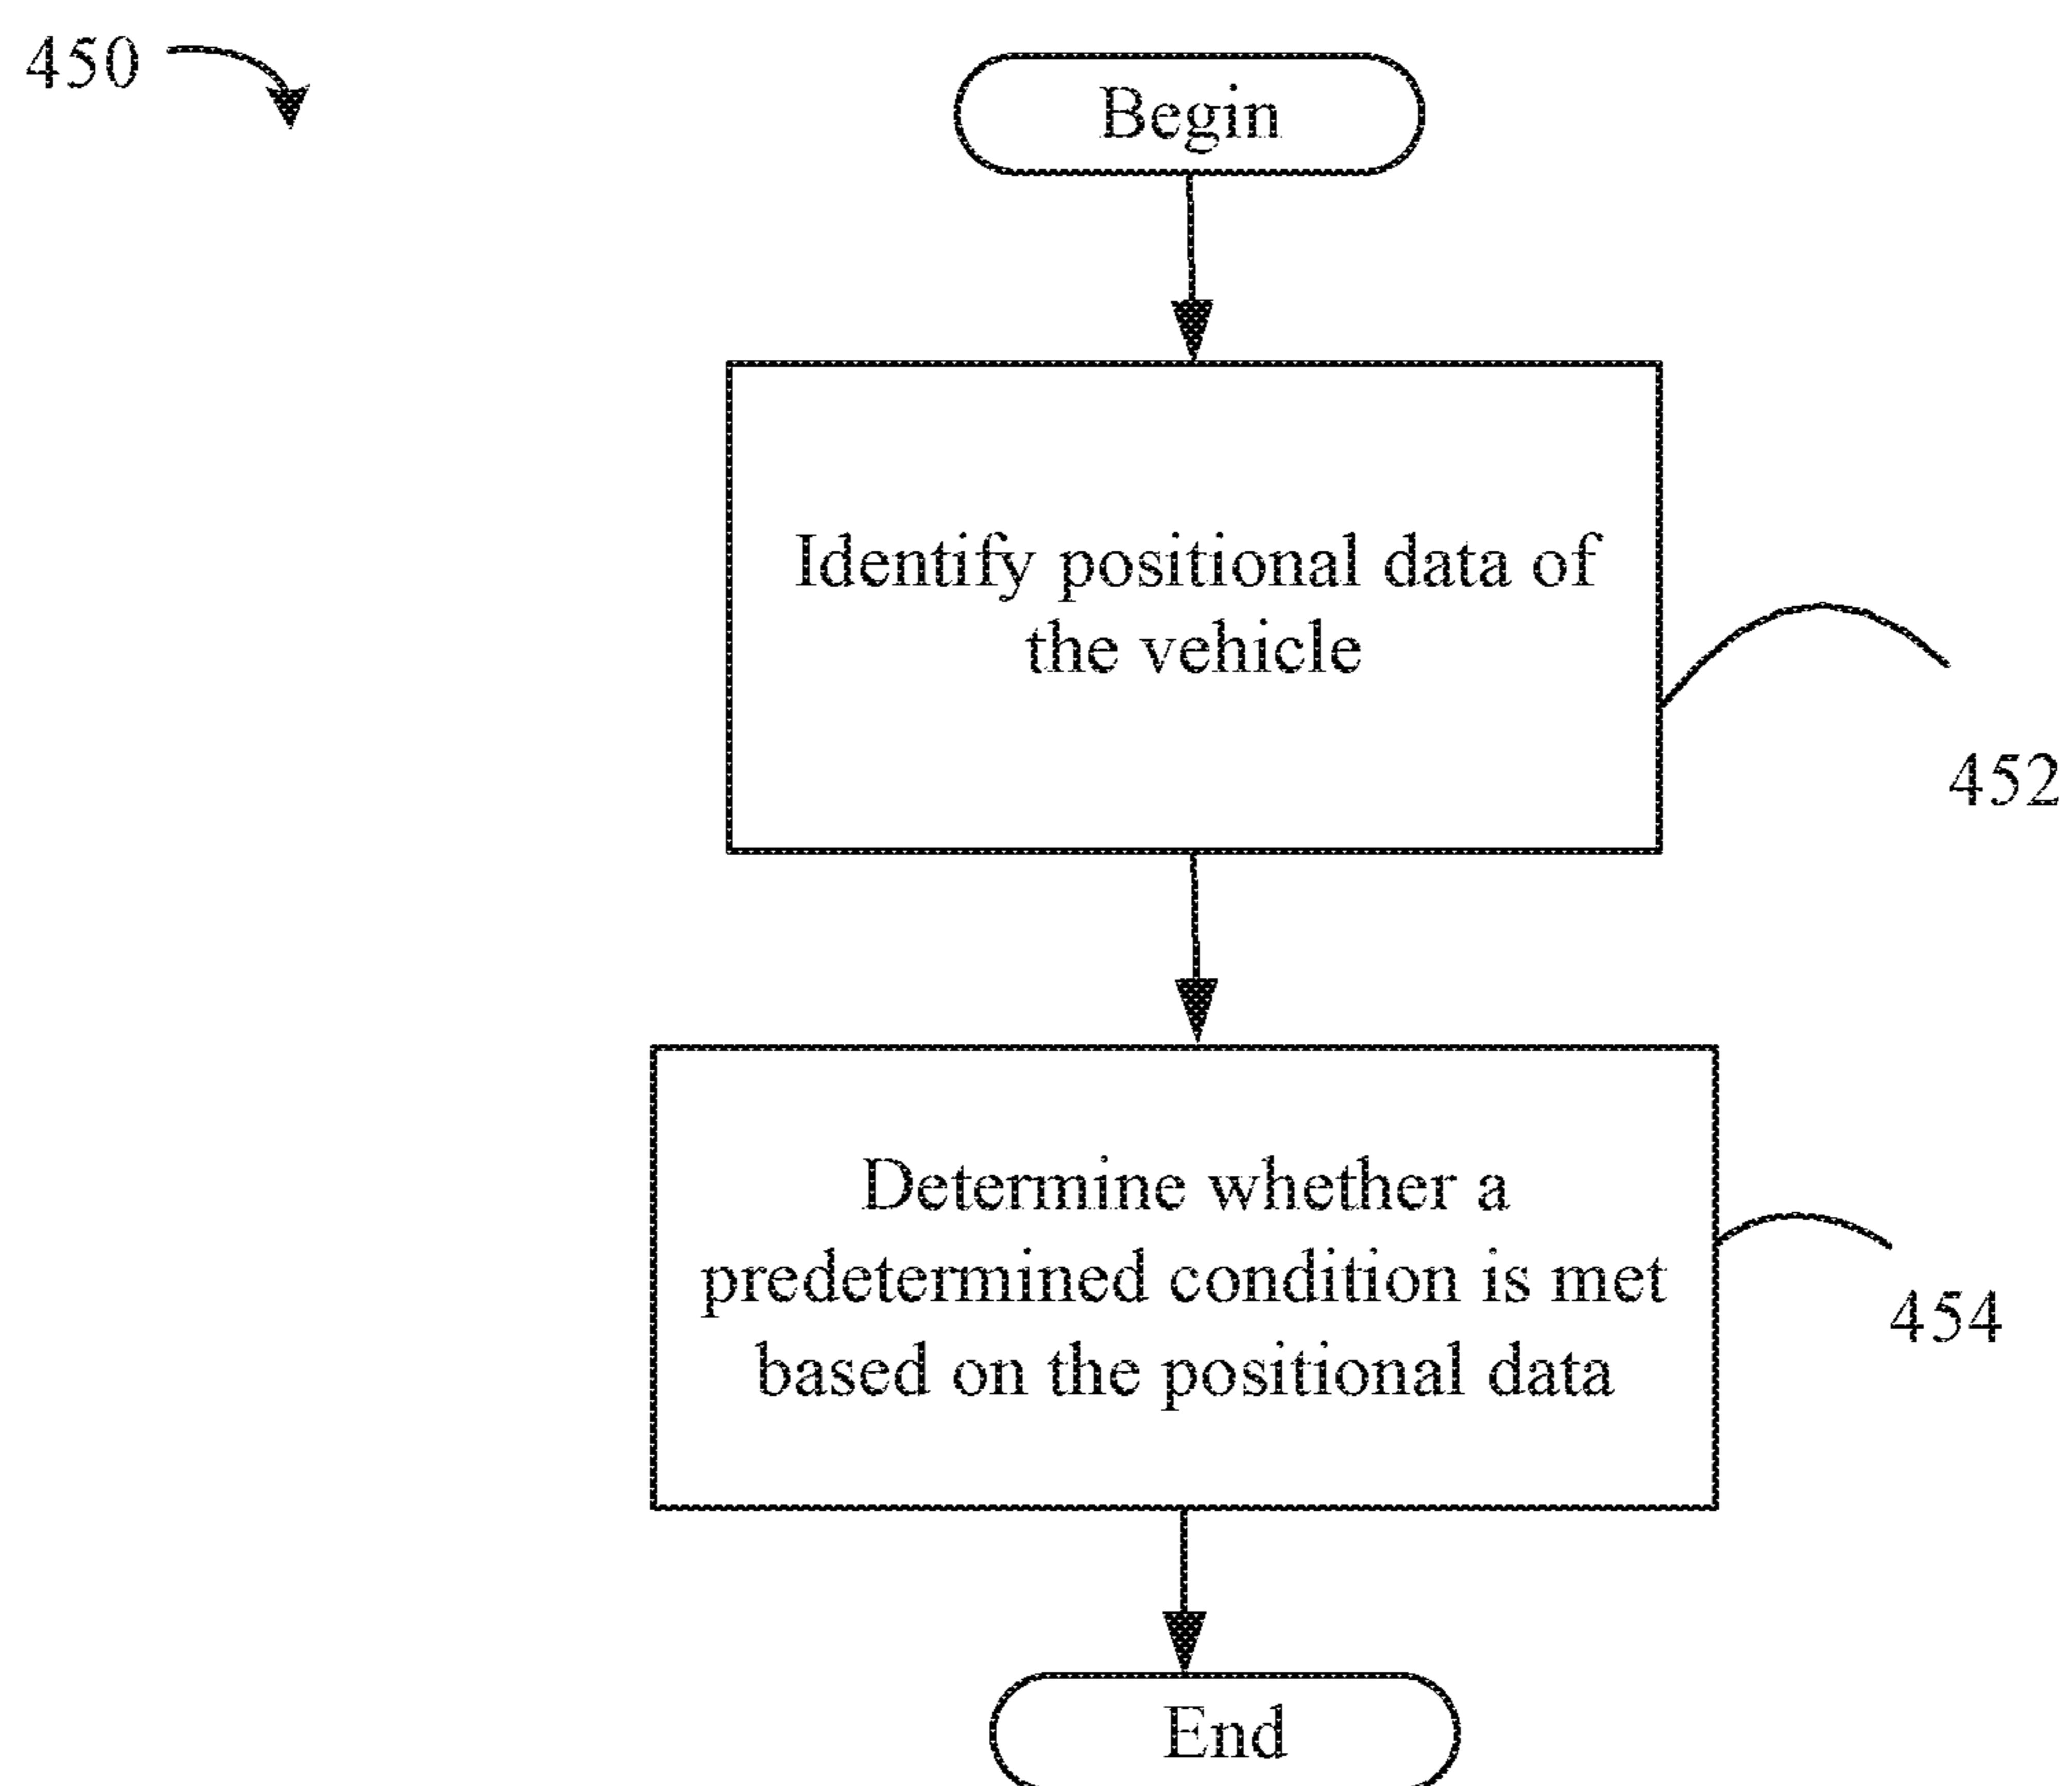 450
Begin
Identify positional data of
the vehicle
452
Determine whether a
predetermined condition is met
based on the positional data
454
End